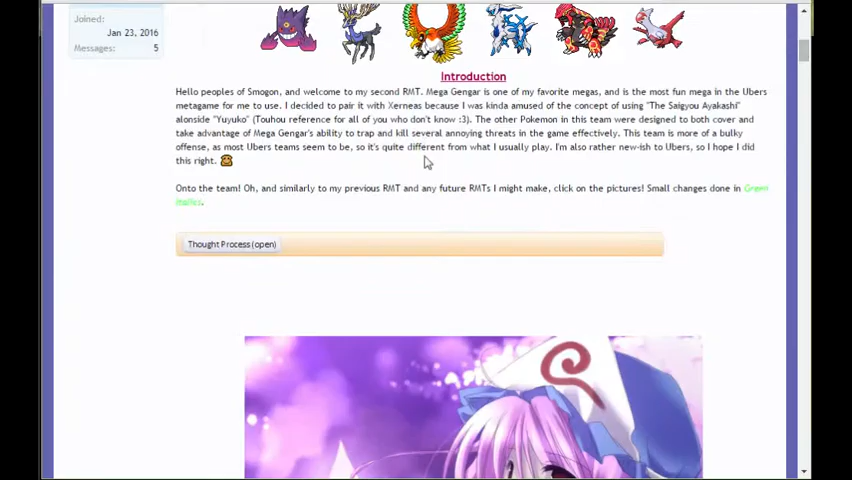 Joined:
Jan 23, 2016
Messages: 5
Introduction
Hello peoples of Smogon, and welcome to my second RMT. Mega Gengar is one of my favorite megas, and is the most fun mega in the Ubers
metagame for me to use. I decided to pair it with Xerneas because I was kinda amused of the concept of using "The Saigyou Ayakashi"
alongside "Yuyuko" (Touhou reference for all of you who don't know :3). The other Pokemon in this team were designed to both cover and
take advantage of Mega Gengar's ability to trap and kill several annoying threats in the game effectively. This team is more of a bulky
offense, as most Ubers teams seem to be, so it's quite different from what I usually play. I'm also rather new-ish to Ubers, so I hope I did
this right.
Onto the team! Oh, and similarly to my previous RMT and any future RMTs I might make, click on the pictures! Small changes done in Green
Italics.
Thought Process (open)